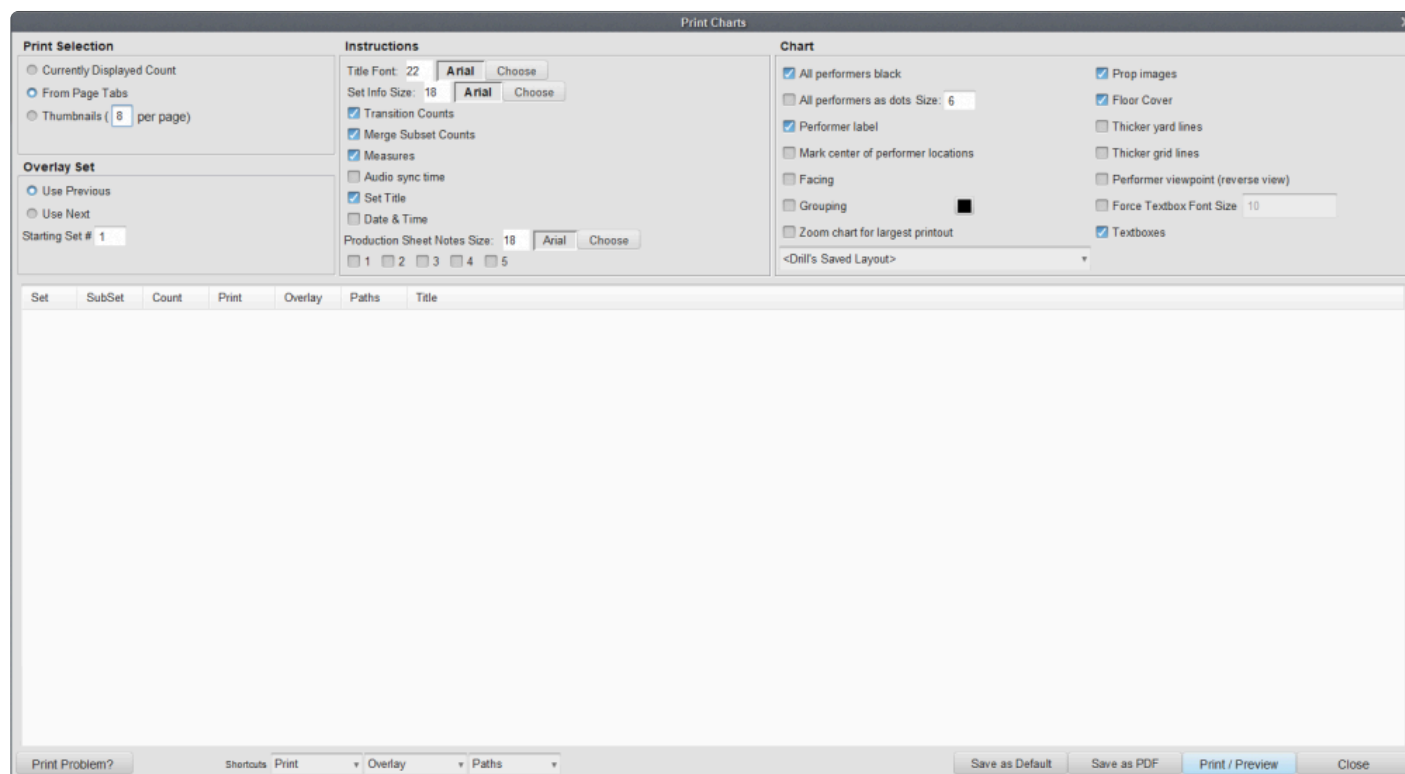 Print Charts
Print Selection
Currently Displayed Count
From Page Tabs
Thumbnails ( 8 per page)
Overlay Set
Use Previous
Use Next
Starting Set # 1
Instructions
Title Font: 22 Arial Choose
Set Info Size: 18 Arial Choose
Transition Counts
Merge Subset Counts
Measures
Audio sync time
Set Title
Date & Time
Production Sheet Notes Size: 18 Arial Choose
1 2 3 4 5
Chart
All performers black
All performers as dots Size: 6
Performer label
Mark center of performer locations
Facing
Grouping
Zoom chart for largest printout
<Drill's Saved Layout>
Prop images
Floor Cover
Thicker yard lines
Thicker grid lines
Performer viewpoint (reverse view)
Force Textbox Font Size 10
Textboxes
Set SubSet Count Print Overlay Paths Title
Print Problem? Shortcuts Print Overlay Paths Save as Default Save as PDF Print / Preview Close